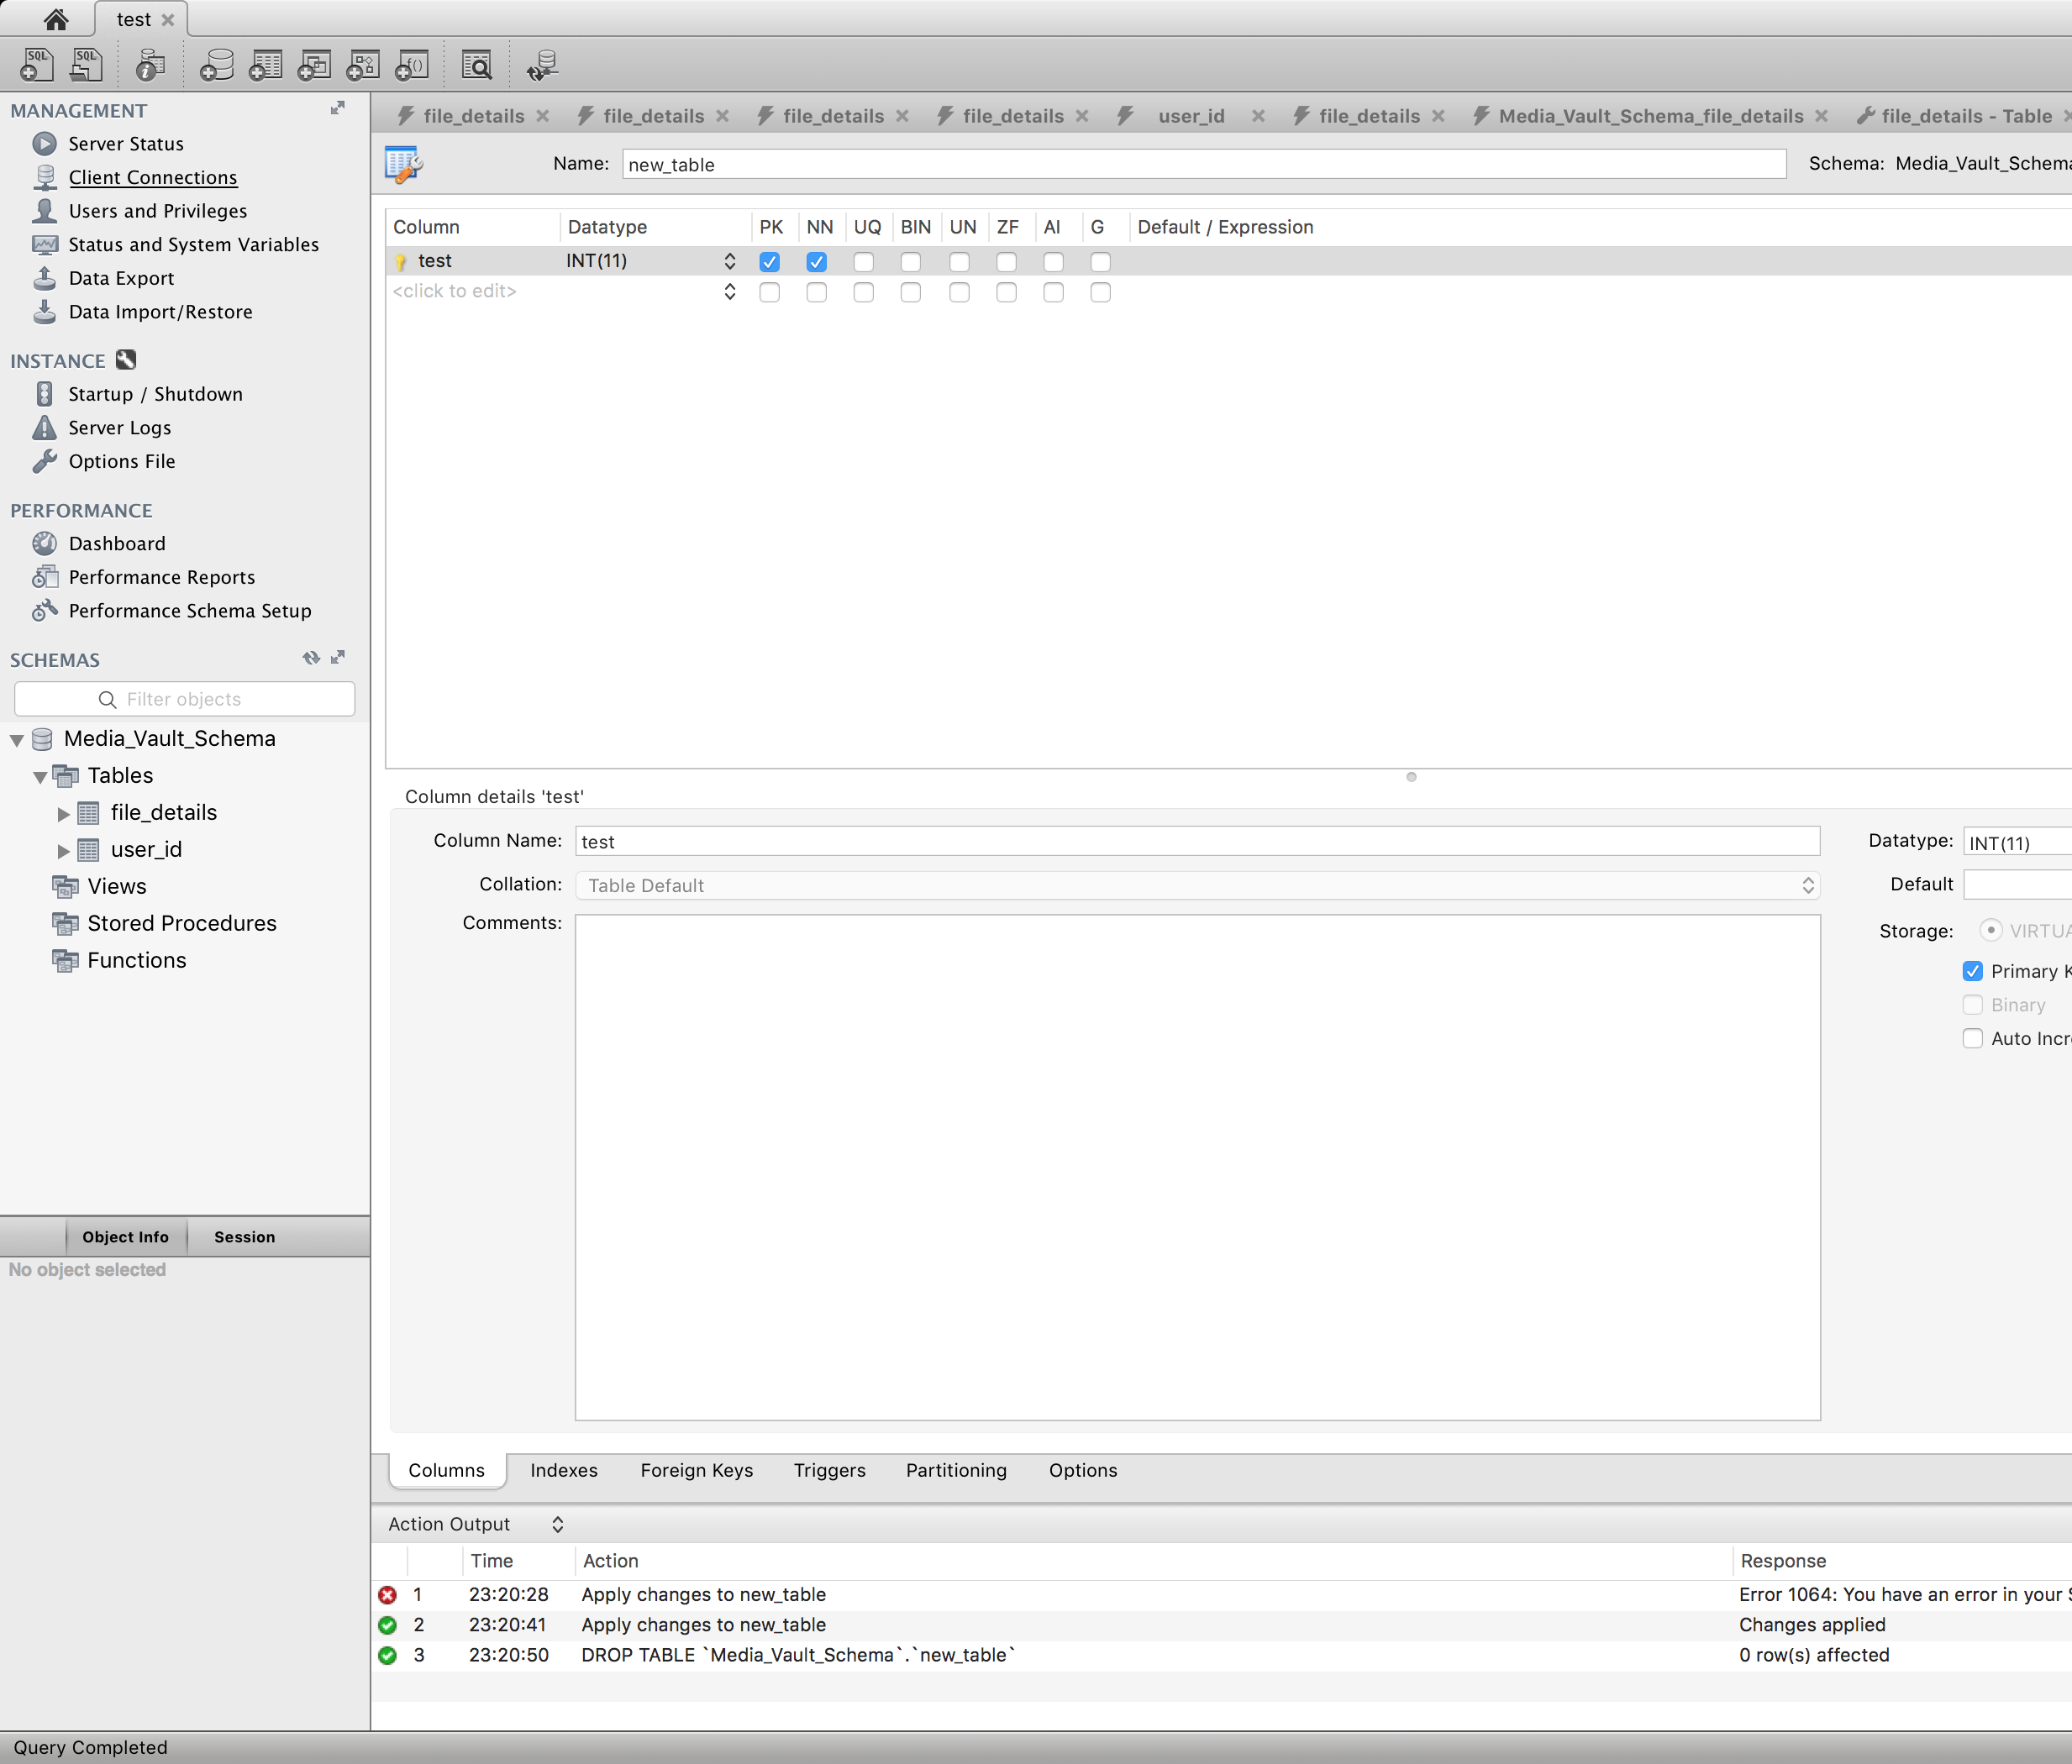 test
SQL
SQL
MANAGEMENT
Server Status
Client Connections
Users and Privileges
Status and System Variables
Data Export
Data Import/Restore
INSTANCE
Startup / Shutdown
Server Logs
Options File
PERFORMANCE
Dashboard
Performance Reports
Performance Schema Setup
SCHEMAS
Filter objects
Media_Vault_Schema
Tables
file_details
user_id
Views
Stored Procedures
Functions
Object Info Session
No object selected
file_details file_details file_details file_details user_id file_details Media_Vault_Schema_file_details file_details - Table
Name: new_table Schema: Media_Vault_Schema
Column Datatype PK NN UQ BIN UN ZF AI G Default / Expression
test INT(11)
<click to edit>
Column details 'test'
Column Name: test Datatype: INT(11)
Collation: Table Default Default
Comments: Storage: VIRTUA
Primary K
Binary
Auto Incr
Columns Indexes Foreign Keys Triggers Partitioning Options
Action Output
Time Action Response
1 23:20:28 Apply changes to new_table Error 1064: You have an error in your S
2 23:20:41 Apply changes to new_table Changes applied
3 23:20:50 DROP TABLE `Media_Vault_Schema`.`new_table` 0 row(s) affected
Query Completed